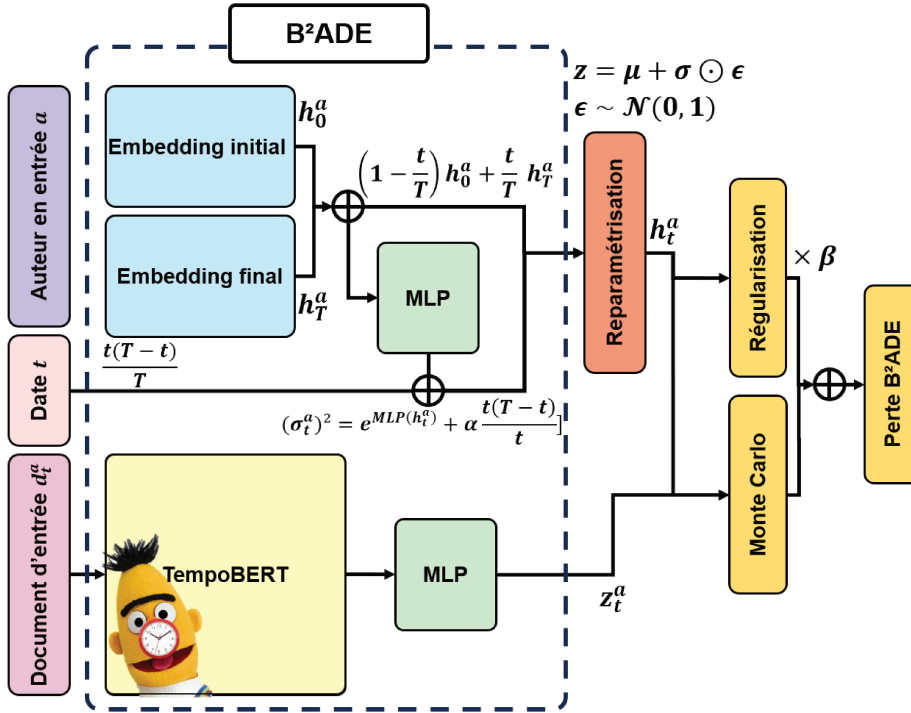 B²ADE
z = μ + σ ⊙ ϵ
ϵ ~ 𝒩(0, 1)
Auteur en entrée a
Embedding initial
h_0^a
(1 - t/T) h_0^a + t/T h_T^a
Embedding final
h_T^a
MLP
Reparamétrisation
h_t^a
Régularisation
× β
Perte B²ADE
Date t
t(T - t)/T
(σ_t^a)² = e^{MLP(h_t^a)} + α t(T - t)/t]
Document d'entrée d_t^a
TempoBERT
MLP
z_t^a
Monte Carlo